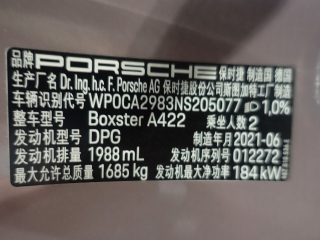 品牌 PORSCHE 保时捷 制造国 德国
生产厂名 Dr. Ing. h.c. F. Porsche AG 保时捷股份公司斯图加特工厂
车辆识别代号 WP0CA2983NS205077 1,0%
整车型号 Boxster A422 乘坐人数 2
发动机型号 DPG 制造年月 2021-06
发动机排量 1988 mL 发动机序列号 012272
最大允许总质量 1685 kg 发动机最大净功率 184 kW